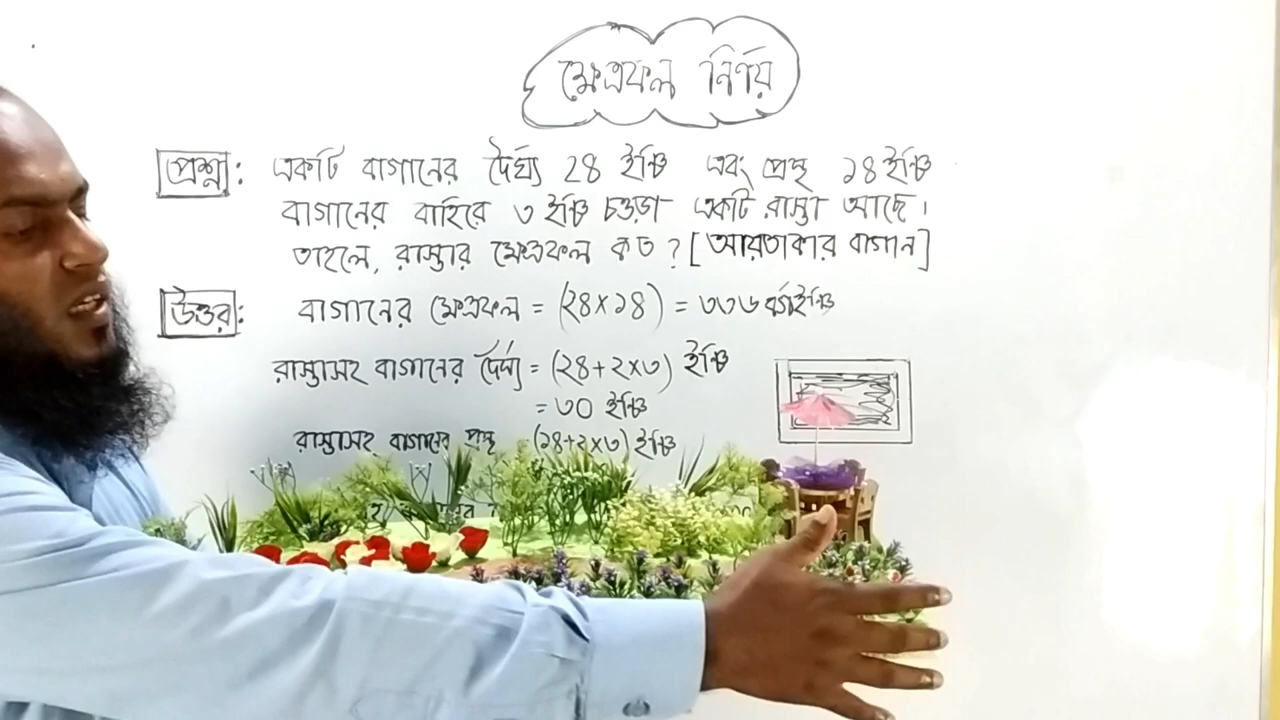 ক্ষেত্রফল নির্ণয়
প্রশ্ন: একটি বাগানের দৈর্ঘ্য ২৪ ইঞ্চি এবং প্রস্থ ১৪ ইঞ্চি
বাগানের বাহিরে ৩ ইঞ্চি চওড়া একটি রাস্তা আছে।
তাহলে, রাস্তার ক্ষেত্রফল কত? [আয়তাকার বাগান]
উত্তর: বাগানের ক্ষেত্রফল = (২৪×১৪) = ৩৩৬ বর্গইঞ্চি
রাস্তাসহ বাগানের দৈর্ঘ্য = (২৪+২×৩) ইঞ্চি
= ৩০ ইঞ্চি
রাস্তাসহ বাগানের প্রস্থ (১৪+২×৩) ইঞ্চি